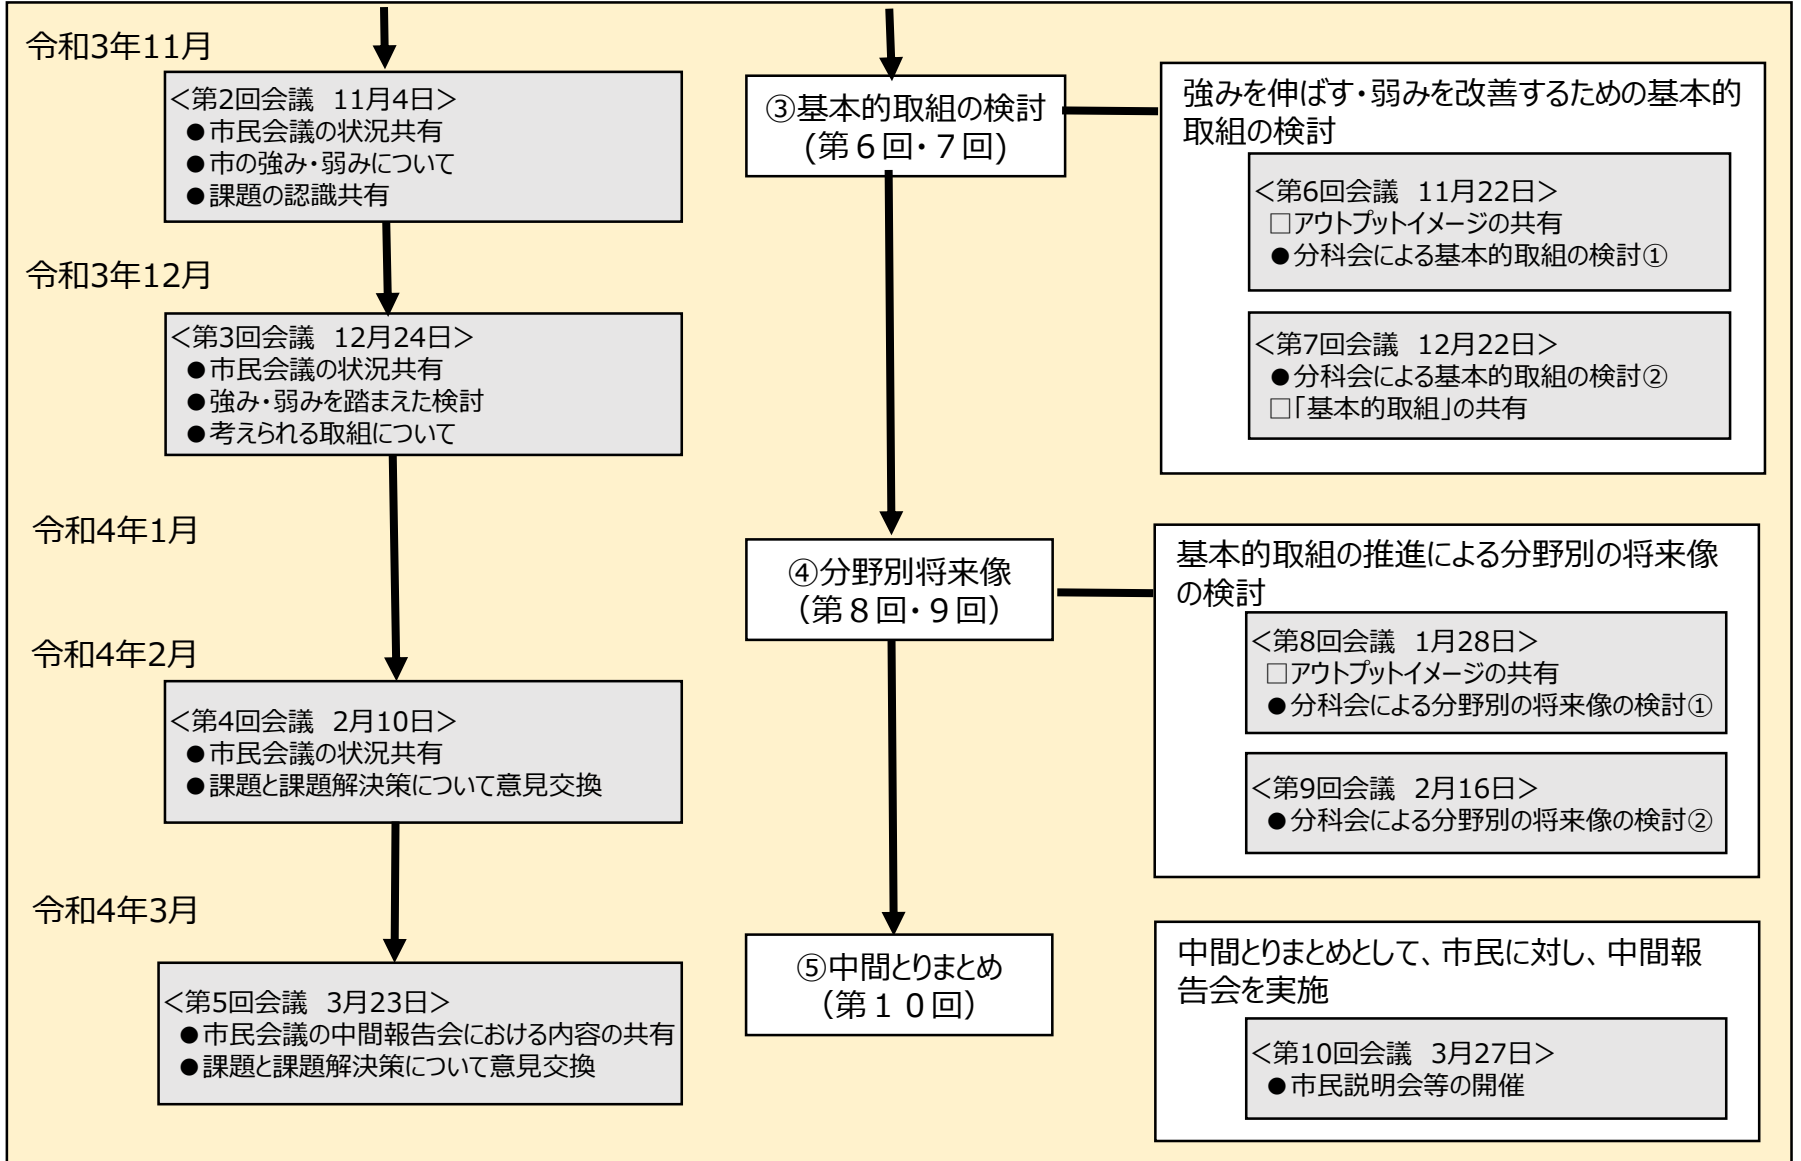 令和3年11月
<第2回会議 11月4日>
●市民会議の状況共有
●市の強み・弱みについて
●課題の認識共有
令和3年12月
<第3回会議 12月24日>
●市民会議の状況共有
●強み・弱みを踏まえた検討
●考えられる取組について
令和4年1月
令和4年2月
<第4回会議 2月10日>
●市民会議の状況共有
●課題と課題解決策について意見交換
令和4年3月
<第5回会議 3月23日>
●市民会議の中間報告会における内容の共有
●課題と課題解決策について意見交換
③基本的取組の検討
(第6回・7回)
④分野別将来像
(第8回・9回)
⑤中間とりまとめ
(第10回)
強みを伸ばす・弱みを改善するための基本的
取組の検討
<第6回会議 11月22日>
□アウトプットイメージの共有
●分科会による基本的取組の検討①
<第7回会議 12月22日>
●分科会による基本的取組の検討②
□「基本的取組」の共有
基本的取組の推進による分野別の将来像
の検討
<第8回会議 1月28日>
□アウトプットイメージの共有
●分科会による分野別の将来像の検討①
<第9回会議 2月16日>
●分科会による分野別の将来像の検討②
中間とりまとめとして、市民に対し、中間報
告会を実施
<第10回会議 3月27日>
●市民説明会等の開催